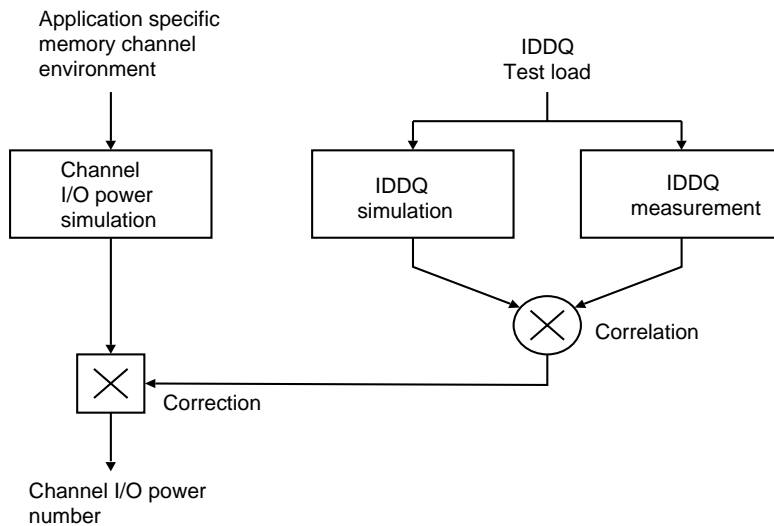 Application specific
memory channel
environment
IDDQ
Test load
Channel
I/O power
simulation
IDDQ
simulation
IDDQ
measurement
Correlation
Correction
Channel I/O power
number